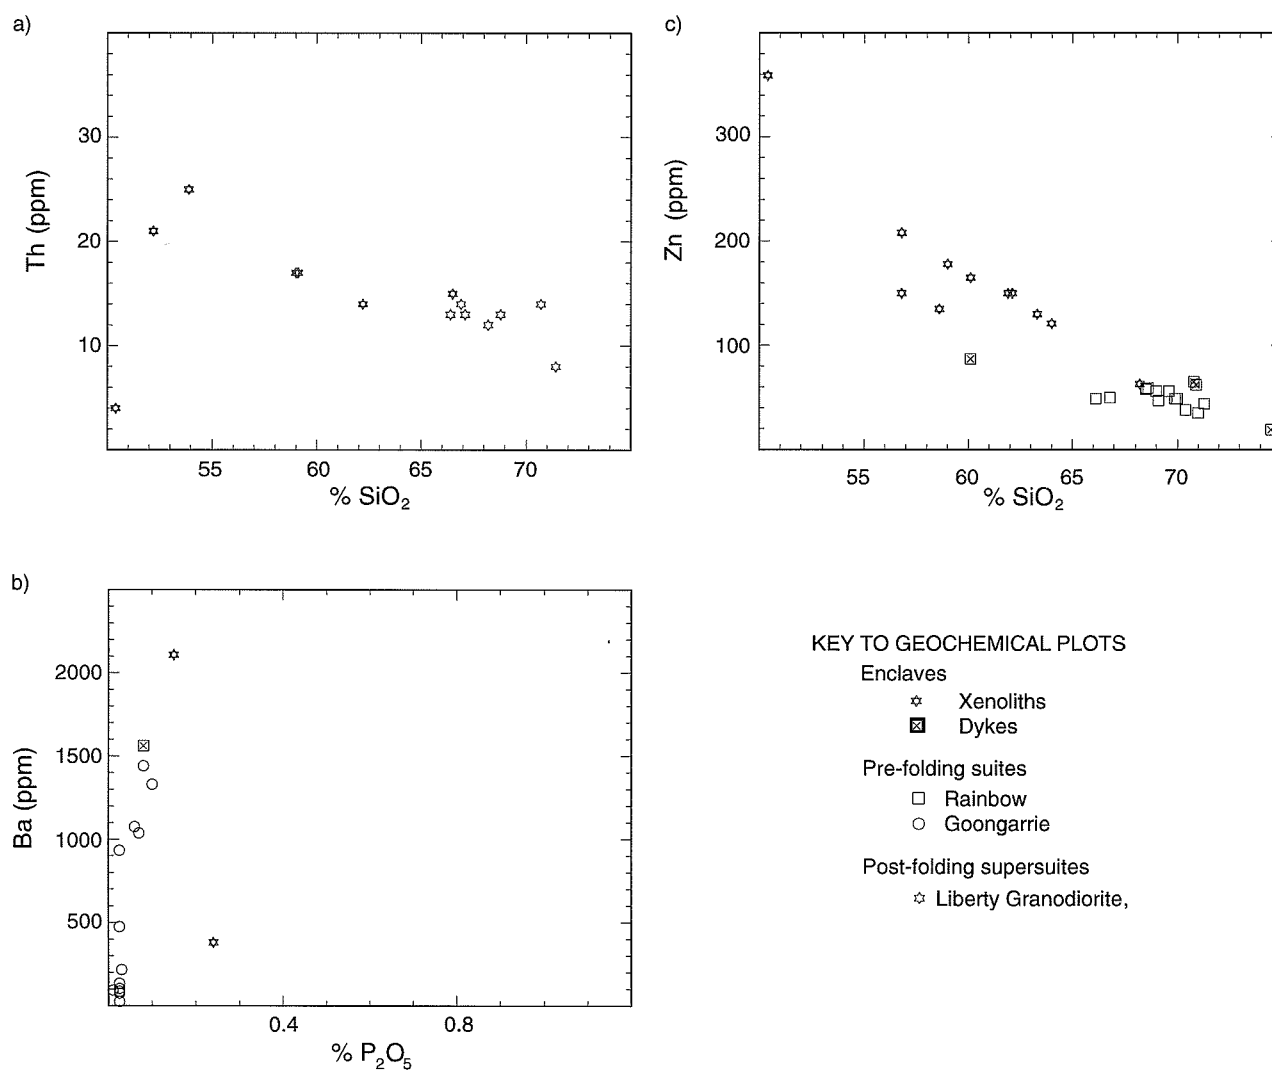 a)
Th (ppm)
30
20
10
55 60 65 70
% SiO2
c)
Zn (ppm)
300
200
100
55 60 65 70
% SiO2
b)
Ba (ppm)
2000
1500
1000
500
0.4 0.8
% P2O5
KEY TO GEOCHEMICAL PLOTS
Enclaves
Xenoliths
Dykes
Pre-folding suites
Rainbow
Goongarrie
Post-folding supersuites
Liberty Granodiorite,